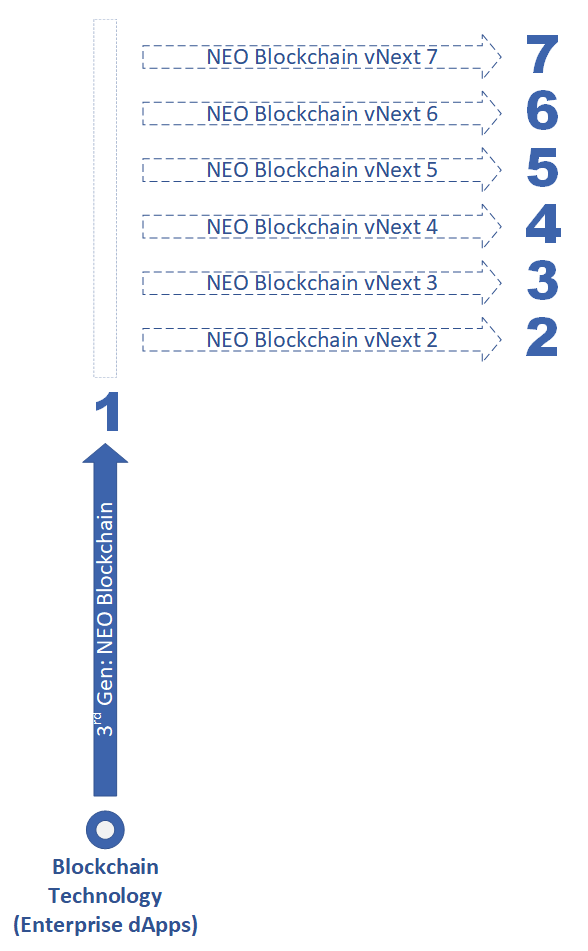 NEO Blockchain vNext 7
7
NEO Blockchain vNext 6
6
NEO Blockchain vNext 5
5
NEO Blockchain vNext 4
4
NEO Blockchain vNext 3
3
NEO Blockchain vNext 2
2
1
3rd Gen: NEO Blockchain
Blockchain
Technology
(Enterprise dApps)